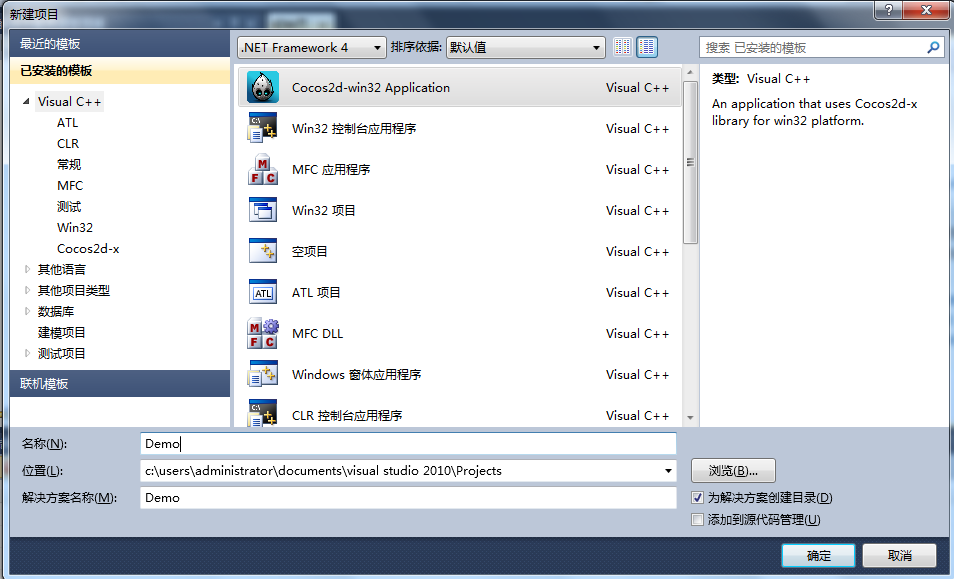 新建项目
最近的模板
已安装的模板
Visual C++
ATL
CLR
常规
MFC
测试
Win32
Cocos2d-x
其他语言
其他项目类型
数据库
建模项目
测试项目
联机模板
.NET Framework 4 排序依据: 默认值
Cocos2d-win32 Application Visual C++
C:\ Win32 控制台应用程序 Visual C++
MFC MFC 应用程序 Visual C++
Win32 项目 Visual C++
空项目 Visual C++
ATL ATL 项目 Visual C++
MFC MFC DLL Visual C++
Windows 窗体应用程序 Visual C++
C:\ CLR 控制台应用程序 Visual C++
搜索 已安装的模板
类型: Visual C++
An application that uses Cocos2d-x
library for win32 platform.
名称(N): Demo
位置(L): c:\users\administrator\documents\visual studio 2010\Projects 浏览(B)...
解决方案名称(M): Demo 为解决方案创建目录(D)
添加到源代码管理(U)
确定 取消